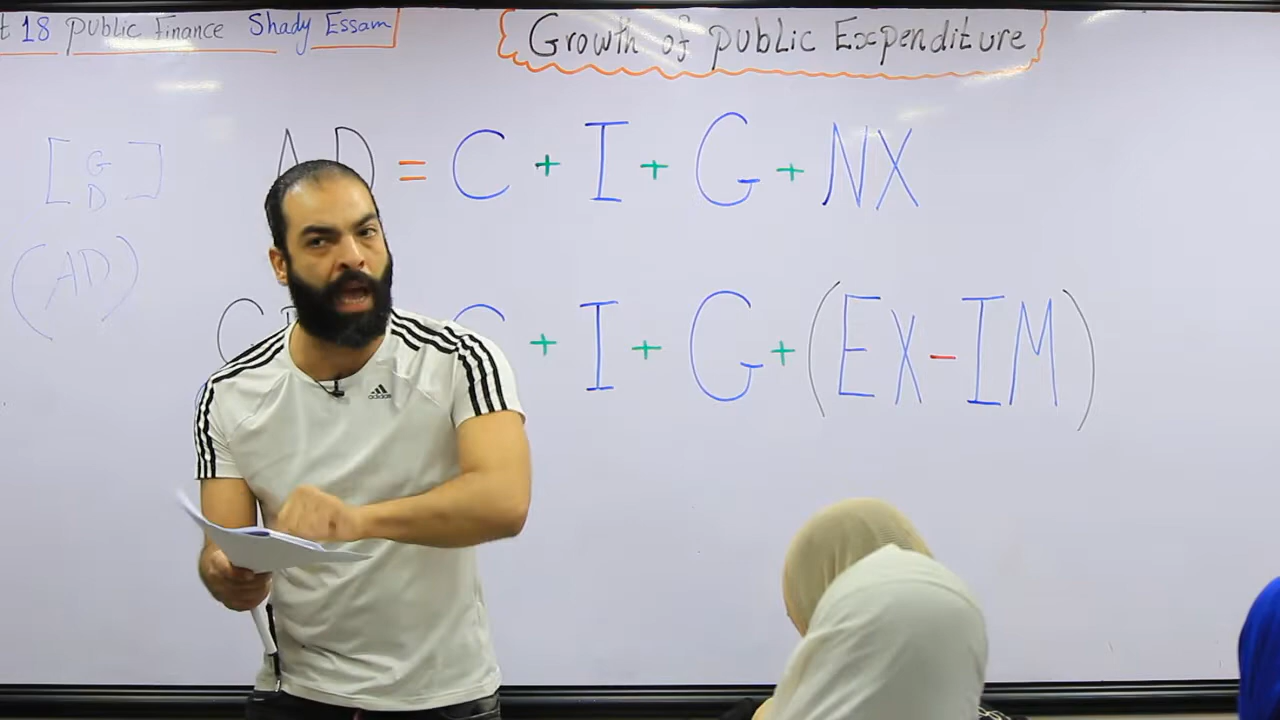 t 18 public Finance Shady Essam
Growth of public Expenditure
[ G D ]
(AD)
AD = C + I + G + NX
C + I + G + (EX - IM)
adidas